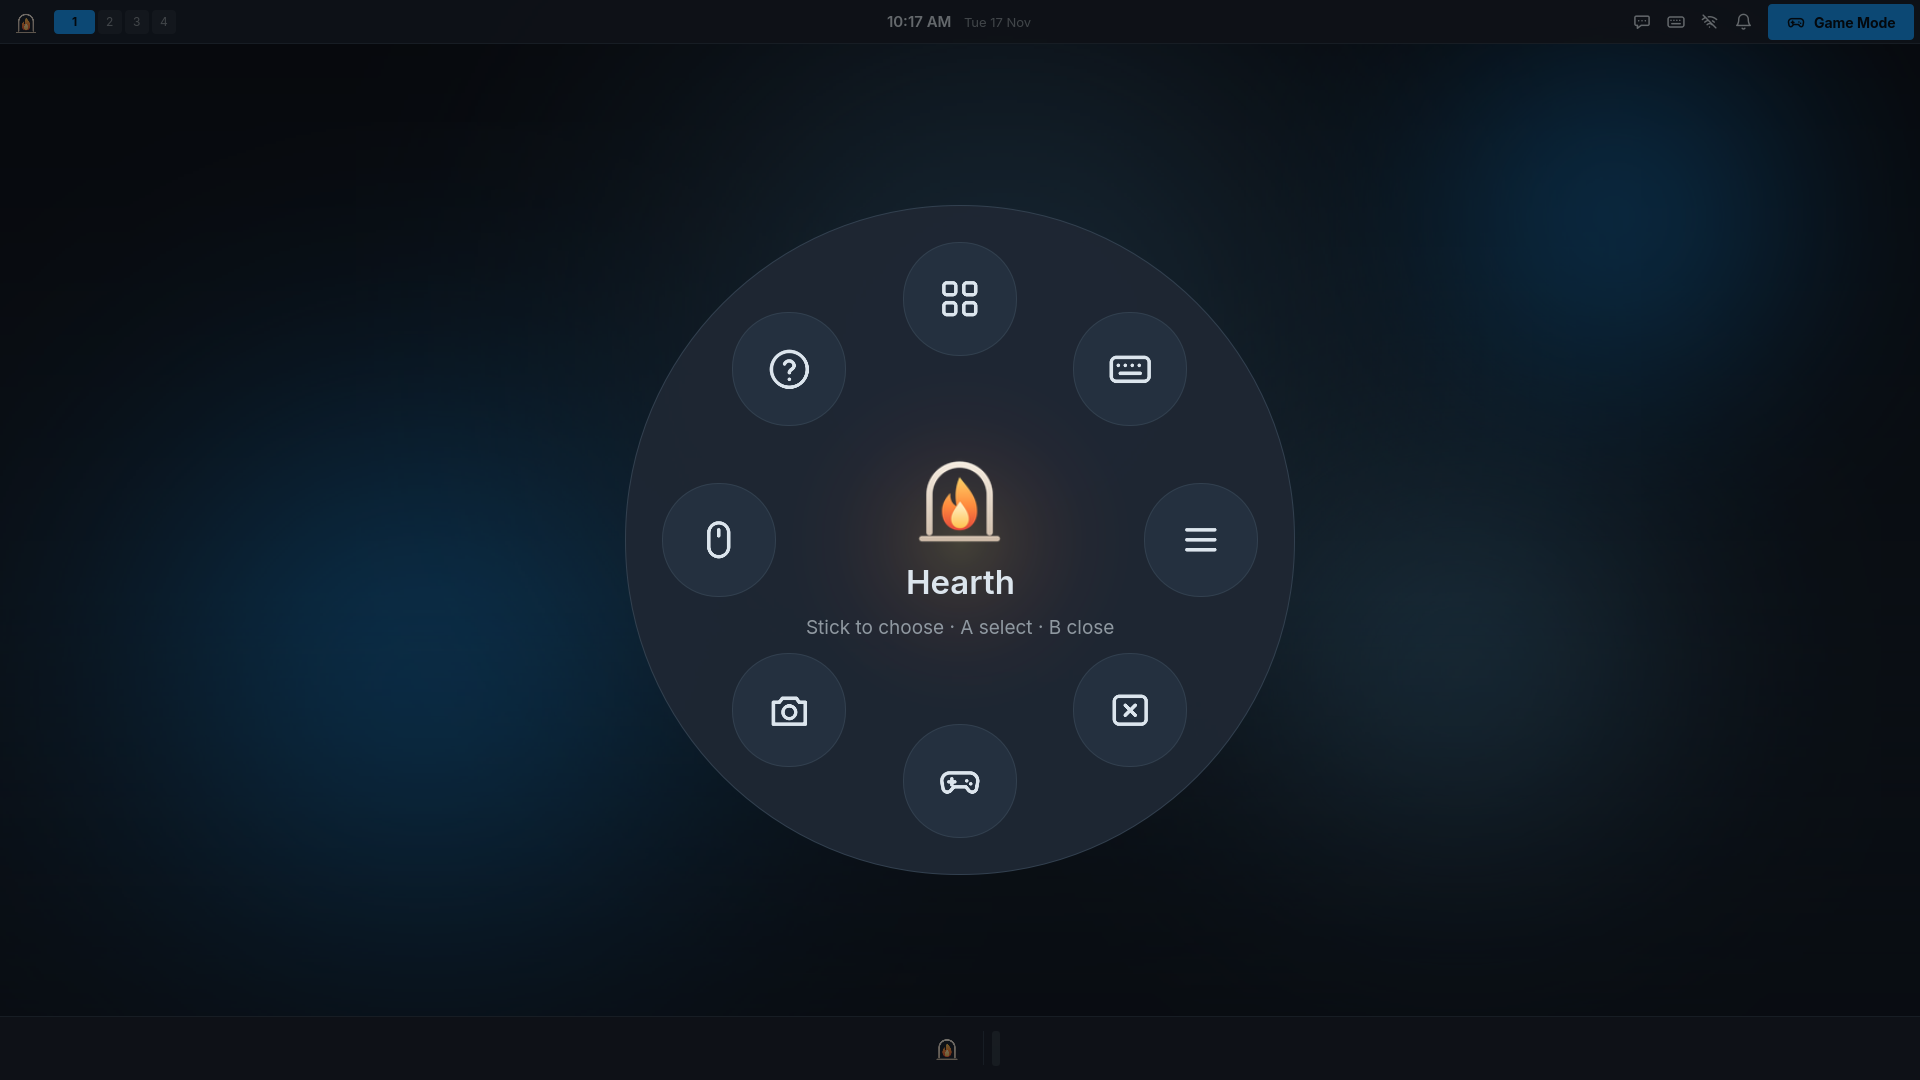 1 2 3 4
10:17 AM Tue 17 Nov
Game Mode
Hearth
Stick to choose · A select · B close